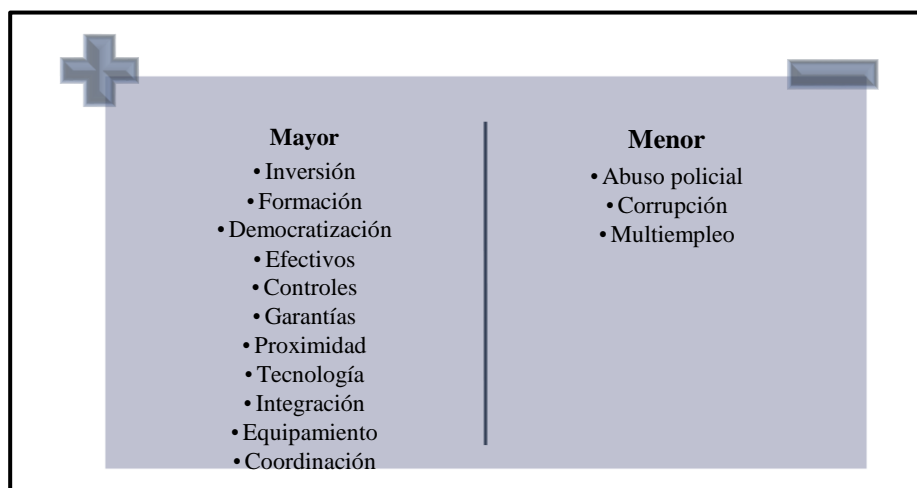 Mayor
• Inversión
• Formación
• Democratización
• Efectivos
• Controles
• Garantías
• Proximidad
• Tecnología
• Integración
• Equipamiento
• Coordinación
Menor
• Abuso policial
• Corrupción
• Multiempleo